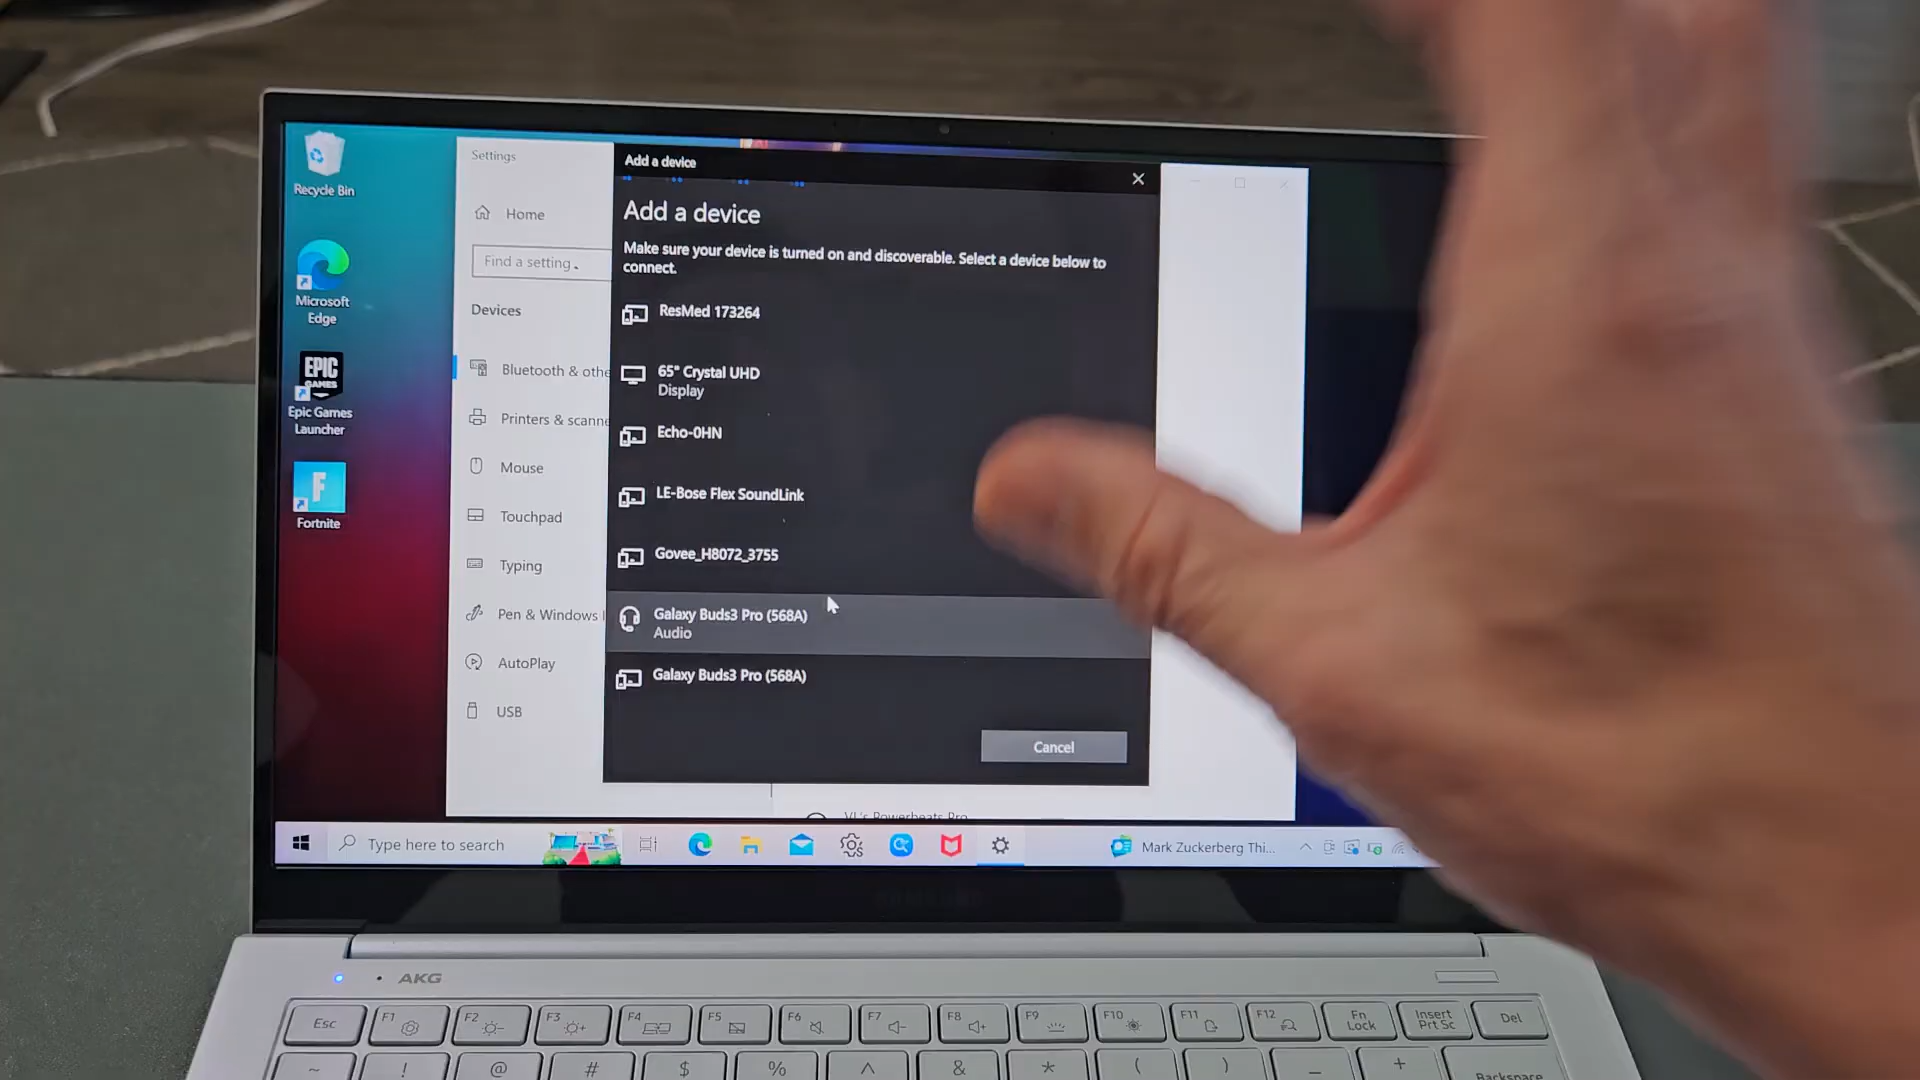 Recycle Bin
Microsoft
Edge
EPIC
GAMES
Epic Games
Launcher
F
Fortnite
Settings
Home
Find a setting
Devices
Bluetooth & othe
Printers & scanne
Mouse
Touchpad
Typing
Pen & Windows I
AutoPlay
USB
Add a device
Add a device
Make sure your device is turned on and discoverable. Select a device below to
connect.
ResMed 173264
65" Crystal UHD
Display
Echo-0HN
LE-Bose Flex SoundLink
Govee_H8072_3755
Galaxy Buds3 Pro (568A)
Audio
Galaxy Buds3 Pro (568A)
Cancel
VL's Powerbeats Pro
Type here to search
Mark Zuckerberg Thi...
SAMSUNG
AKG
Esc
F1
F2
F3
F4
F5
F6
F7
F8
F9
F10
F11
F12
Fn
Lock
Insert
Prt Sc
Del
~
!
@
#
$
%
^
&
*
(
)
_
+
Backspace